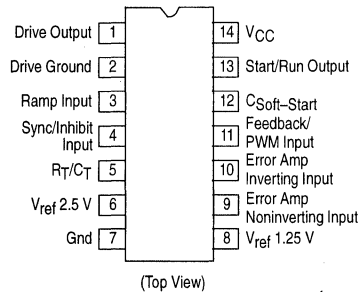 Drive Output 1
Drive Ground 2
Ramp Input 3
Sync/Inhibit
Input 4
RT/CT 5
Vref 2.5 V 6
Gnd 7
14 VCC
13 Start/Run Output
12 CSoft–Start
Feedback/
11 PWM Input
10 Error Amp
Inverting Input
9 Error Amp
Noninverting Input
8 Vref 1.25 V
(Top View)